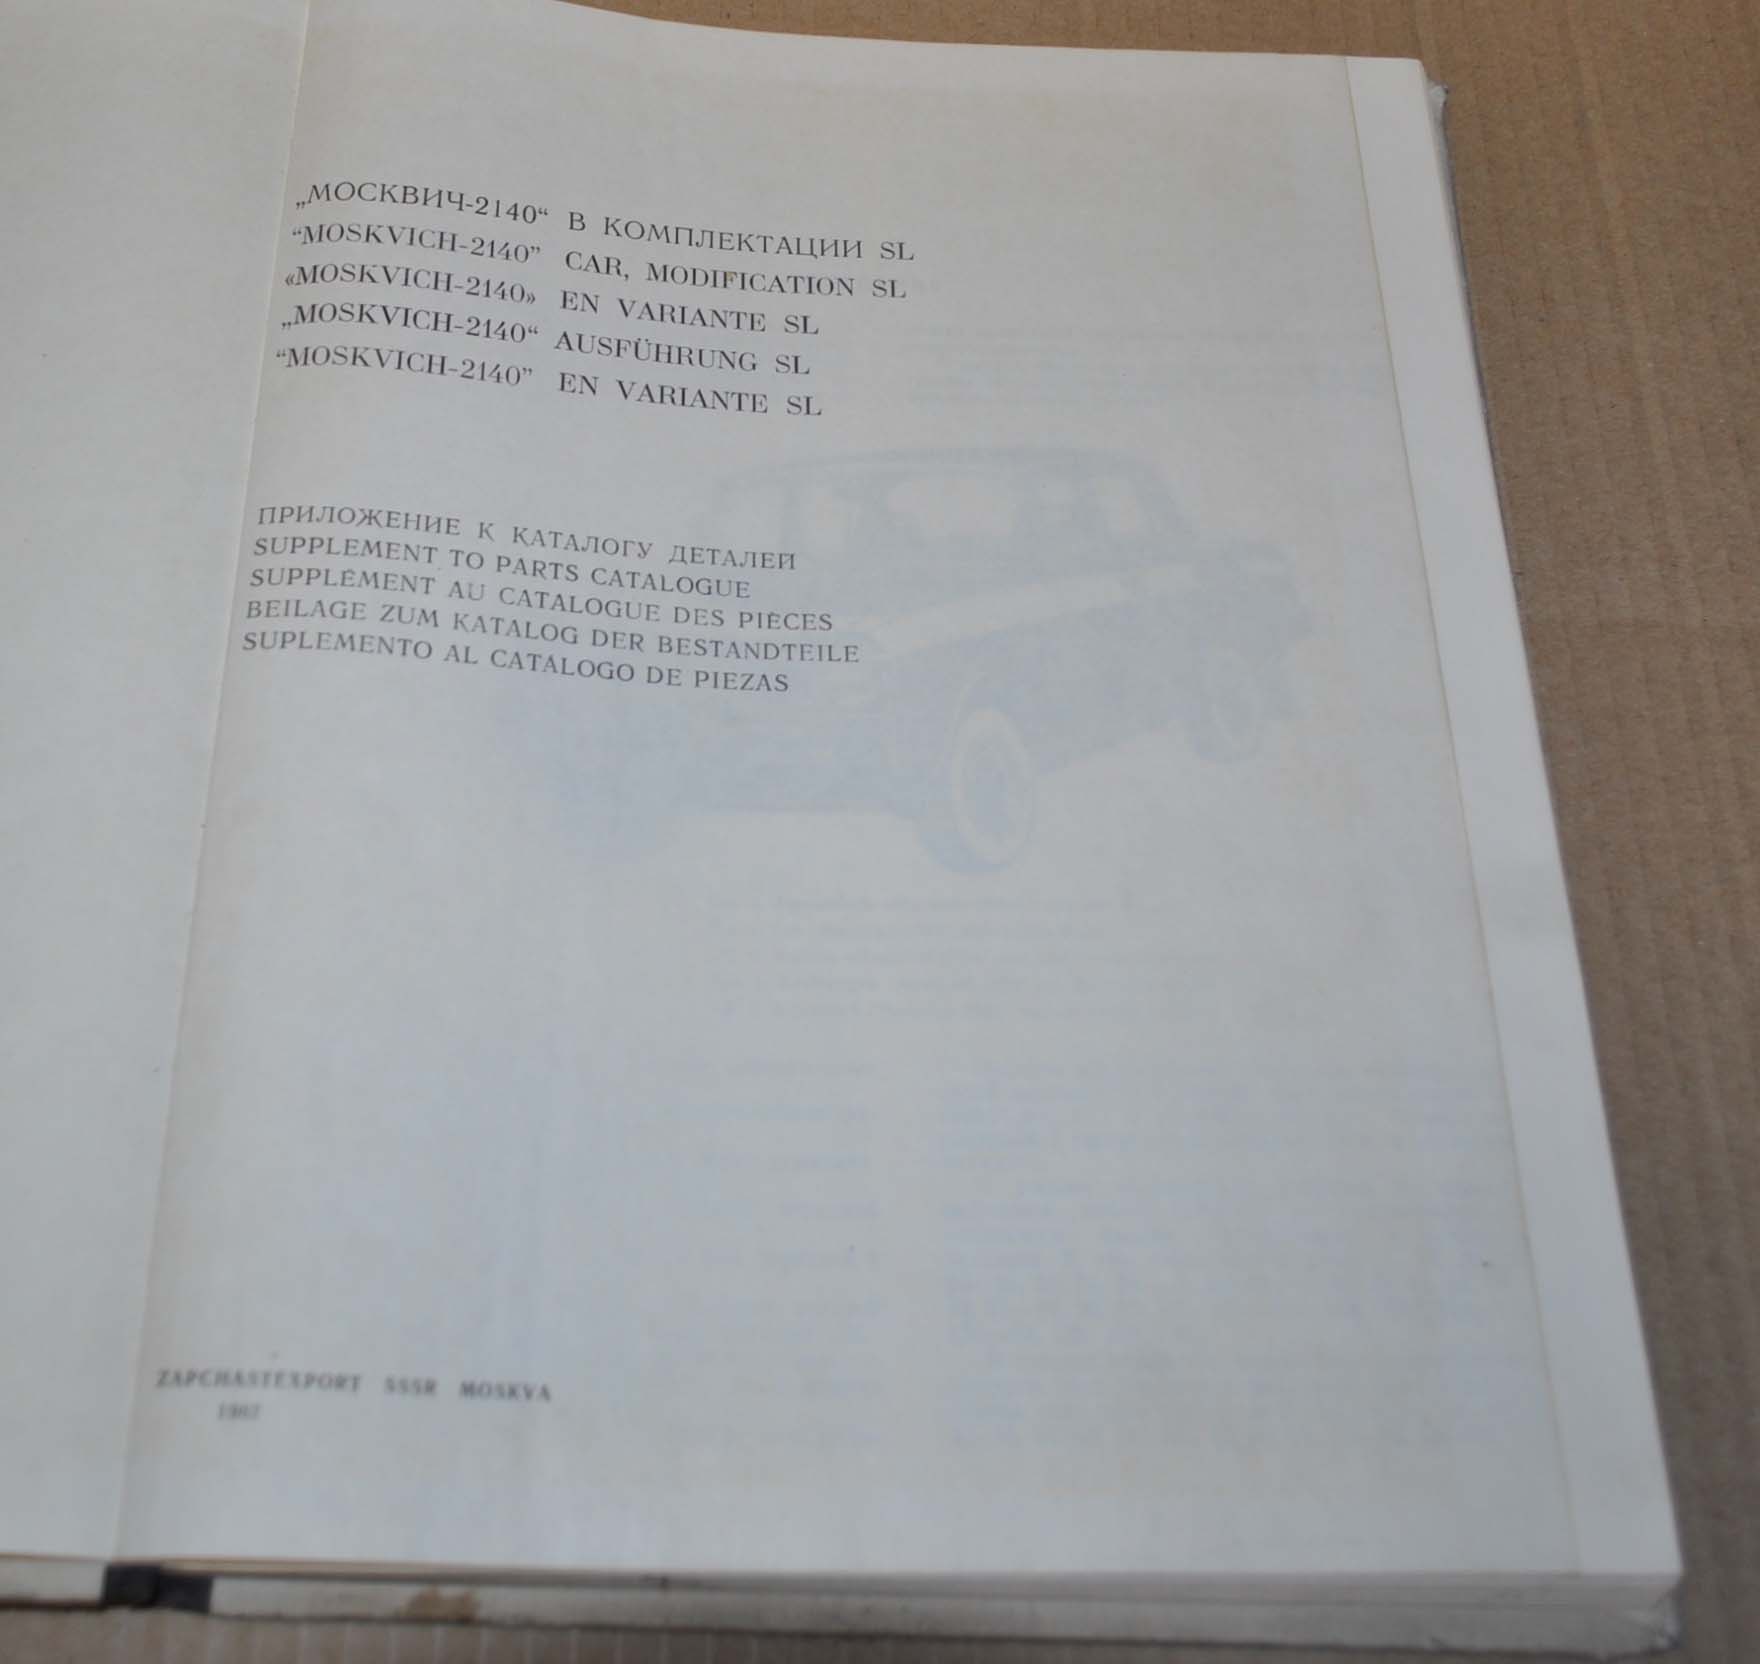 „МОСКВИЧ-2140“ В КОМПЛЕКТАЦИИ SL
“MOSKVICH-2140” CAR, MODIFICATION SL
«MOSKVICH-2140» EN VARIANTE SL
„MOSKVICH-2140“ AUSFÜHRUNG SL
“MOSKVICH-2140” EN VARIANTE SL
ПРИЛОЖЕНИЕ К КАТАЛОГУ ДЕТАЛЕЙ
SUPPLEMENT TO PARTS CATALOGUE
SUPPLÉMENT AU CATALOGUE DES PIÈCES
BEILAGE ZUM KATALOG DER BESTANDTEILE
SUPLEMENTO AL CATÁLOGO DE PIEZAS
ZAPCHASTEXPORT SSSR MOSKVA